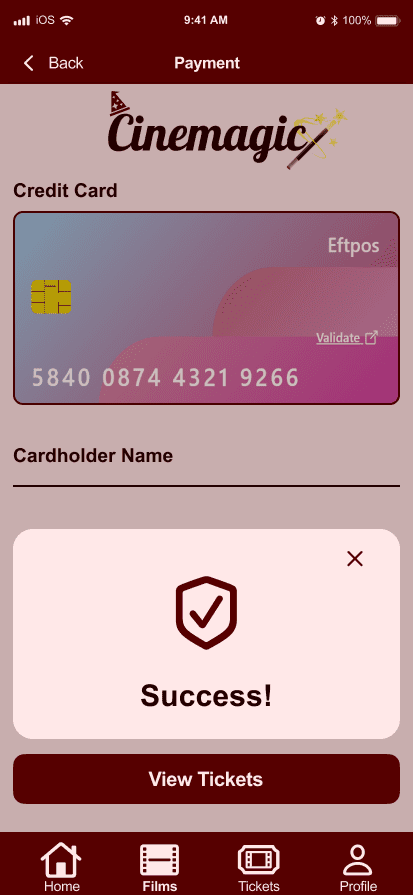 iOS 9:41 AM 100%
Back Payment
Cinemagic
Credit Card
Eftpos
Validate
5840 0874 4321 9266
Cardholder Name
Success!
View Tickets
Home Films Tickets Profile